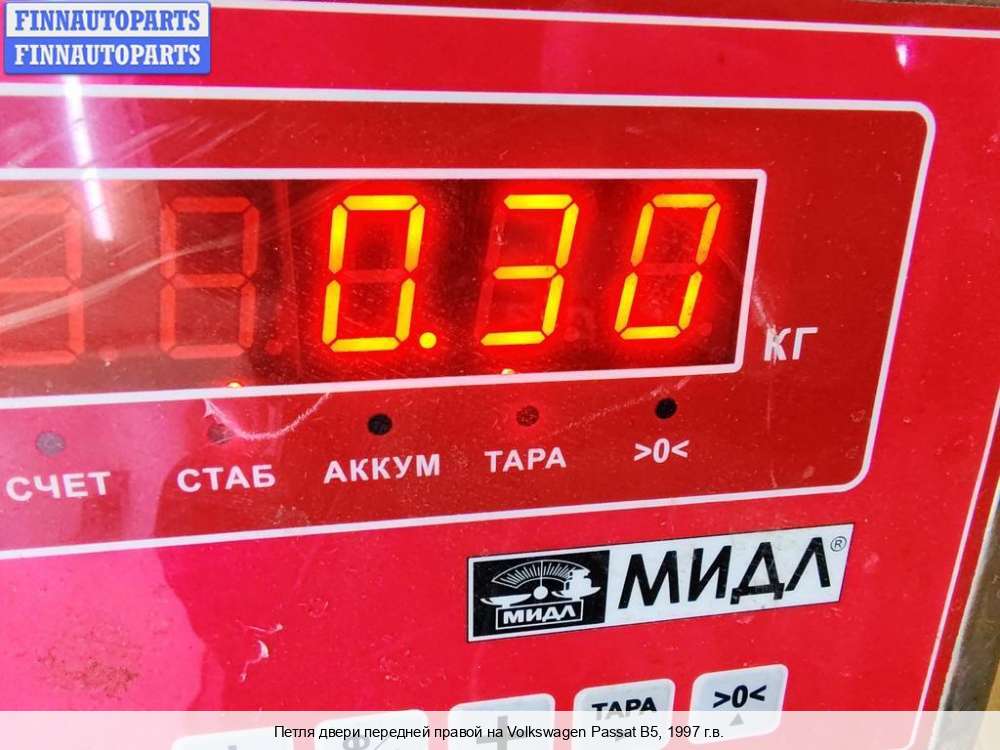 FINNAUTOPARTS
FINNAUTOPARTS
0.30
КГ
СЧЕТ СТАБ АККУМ ТАРА >0<
МИДЛ МИДЛ®
ТАРА >0<
Петля двери передней правой на Volkswagen Passat B5, 1997 г.в.